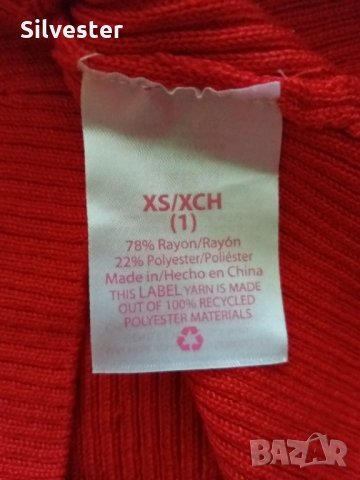 Silvester
XS/XCH
(1)
78% Rayon/Rayón
22% Polyester/Poliéster
Made in/Hecho en China
THIS LABEL YARN IS MADE
OUT OF 100% RECYCLED
POLYESTER MATERIALS.
BAZAR